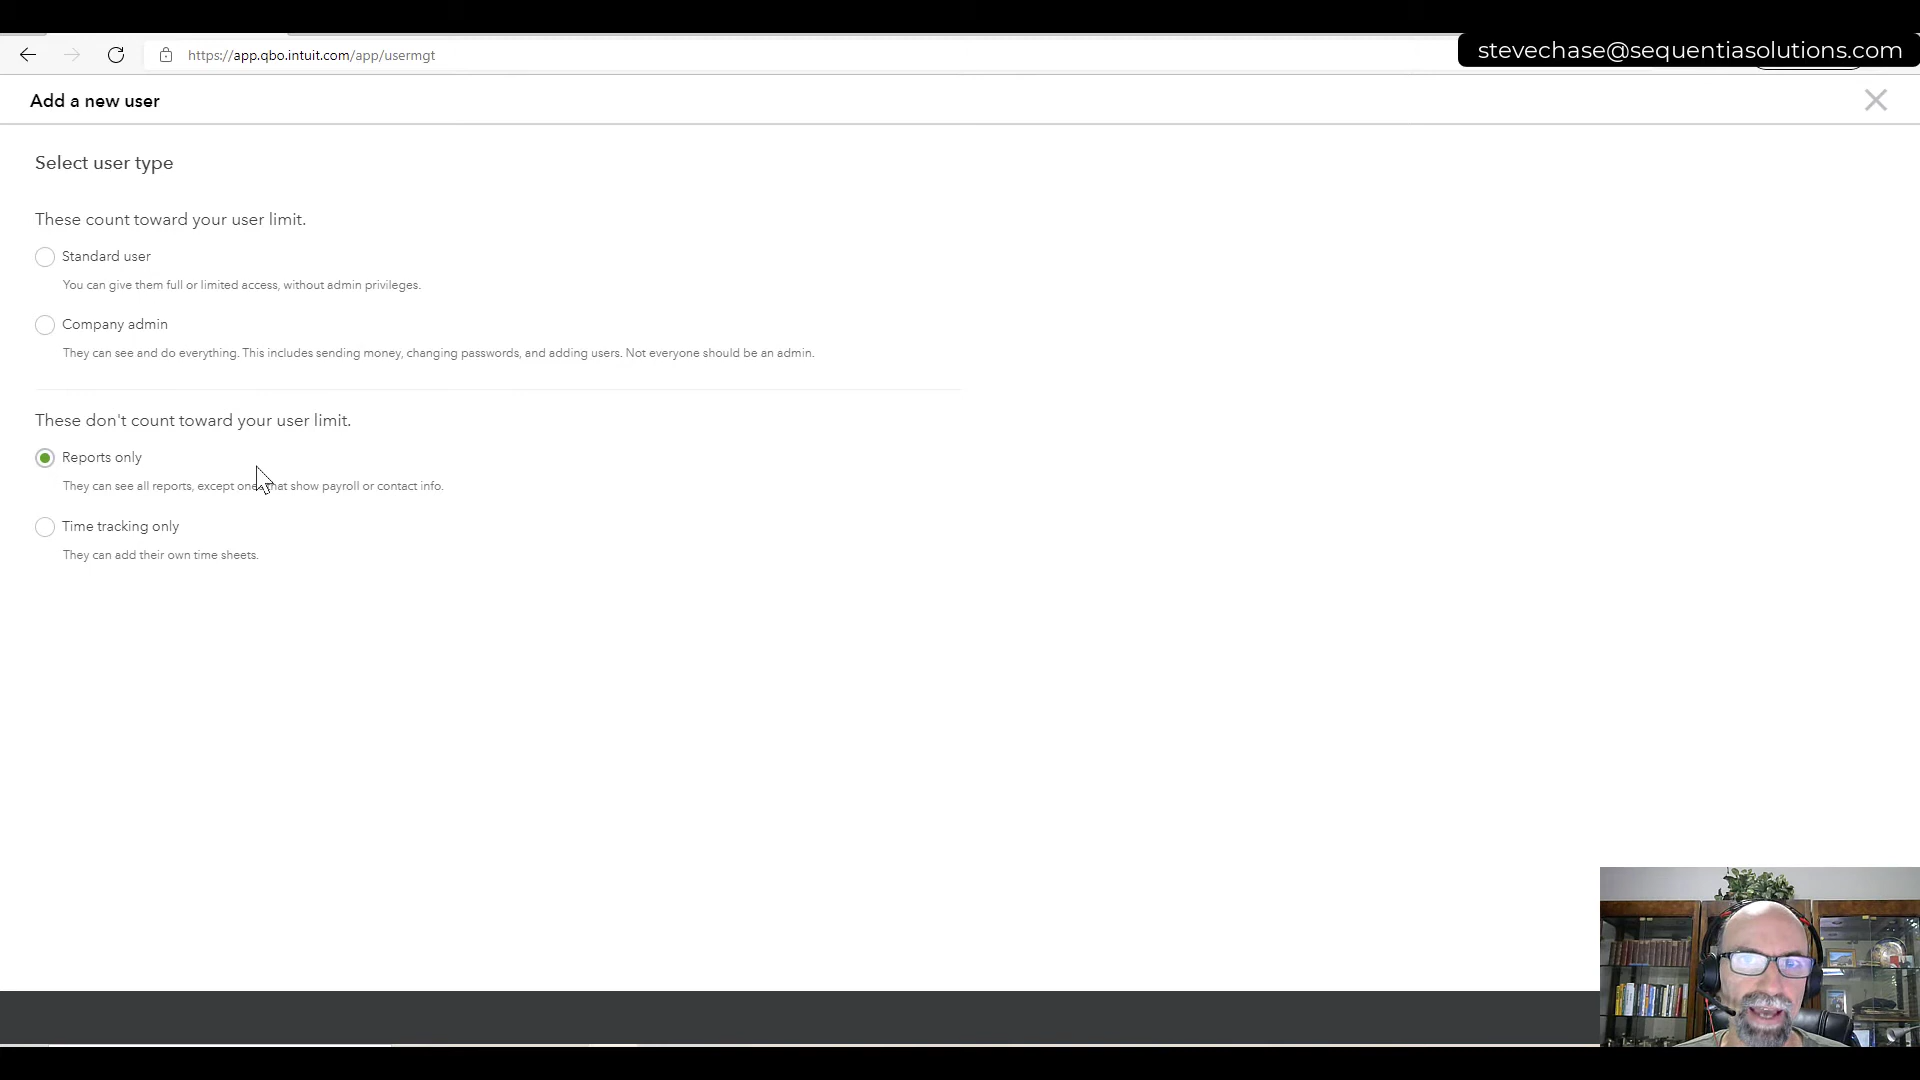 https://app.qbo.intuit.com/app/usermgt
stevechase@sequentiasolutions.com
Add a new user
Select user type
These count toward your user limit.
Standard user
You can give them full or limited access, without admin privileges.
Company admin
They can see and do everything. This includes sending money, changing passwords, and adding users. Not everyone should be an admin.
These don't count toward your user limit.
Reports only
They can see all reports, except ones that show payroll or contact info.
Time tracking only
They can add their own time sheets.